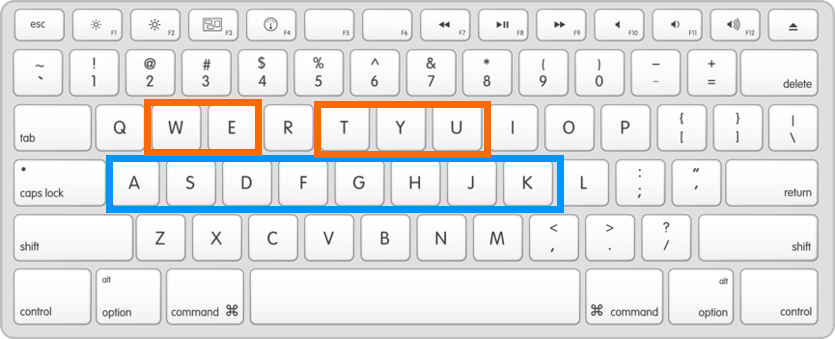 esc F1 F2 F3 F4 F5 F6 F7 F8 F9 F10 F11 F12
~ ! @ # $ % ^ & * ( ) — +
` 1 2 3 4 5 6 7 8 9 0 - = delete
tab Q W E R T Y U I O P { [ } ] | \
caps lock A S D F G H J K L : ; " ' return
shift Z X C V B N M < , > . ? / shift
alt alt
control option command ⌘ ⌘ command option control